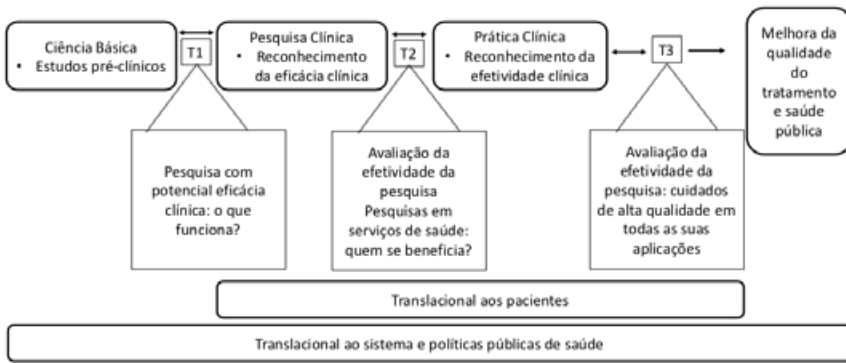 Ciência Básica
• Estudos pré-clínicos
T1
Pesquisa Clínica
• Reconhecimento
da eficácia clínica
T2
Prática Clínica
• Reconhecimento da
efetividade clínica
T3
Melhora da
qualidade
do
tratamento
e saúde
pública
Pesquisa com
potencial eficácia
clínica: o que
funciona?
Avaliação da
efetividade da
pesquisa
Pesquisas em
serviços de saúde:
quem se beneficia?
Avaliação da
efetividade da
pesquisa: cuidados
de alta qualidade em
todas as suas
aplicações
Translacional aos pacientes
Translacional ao sistema e políticas públicas de saúde